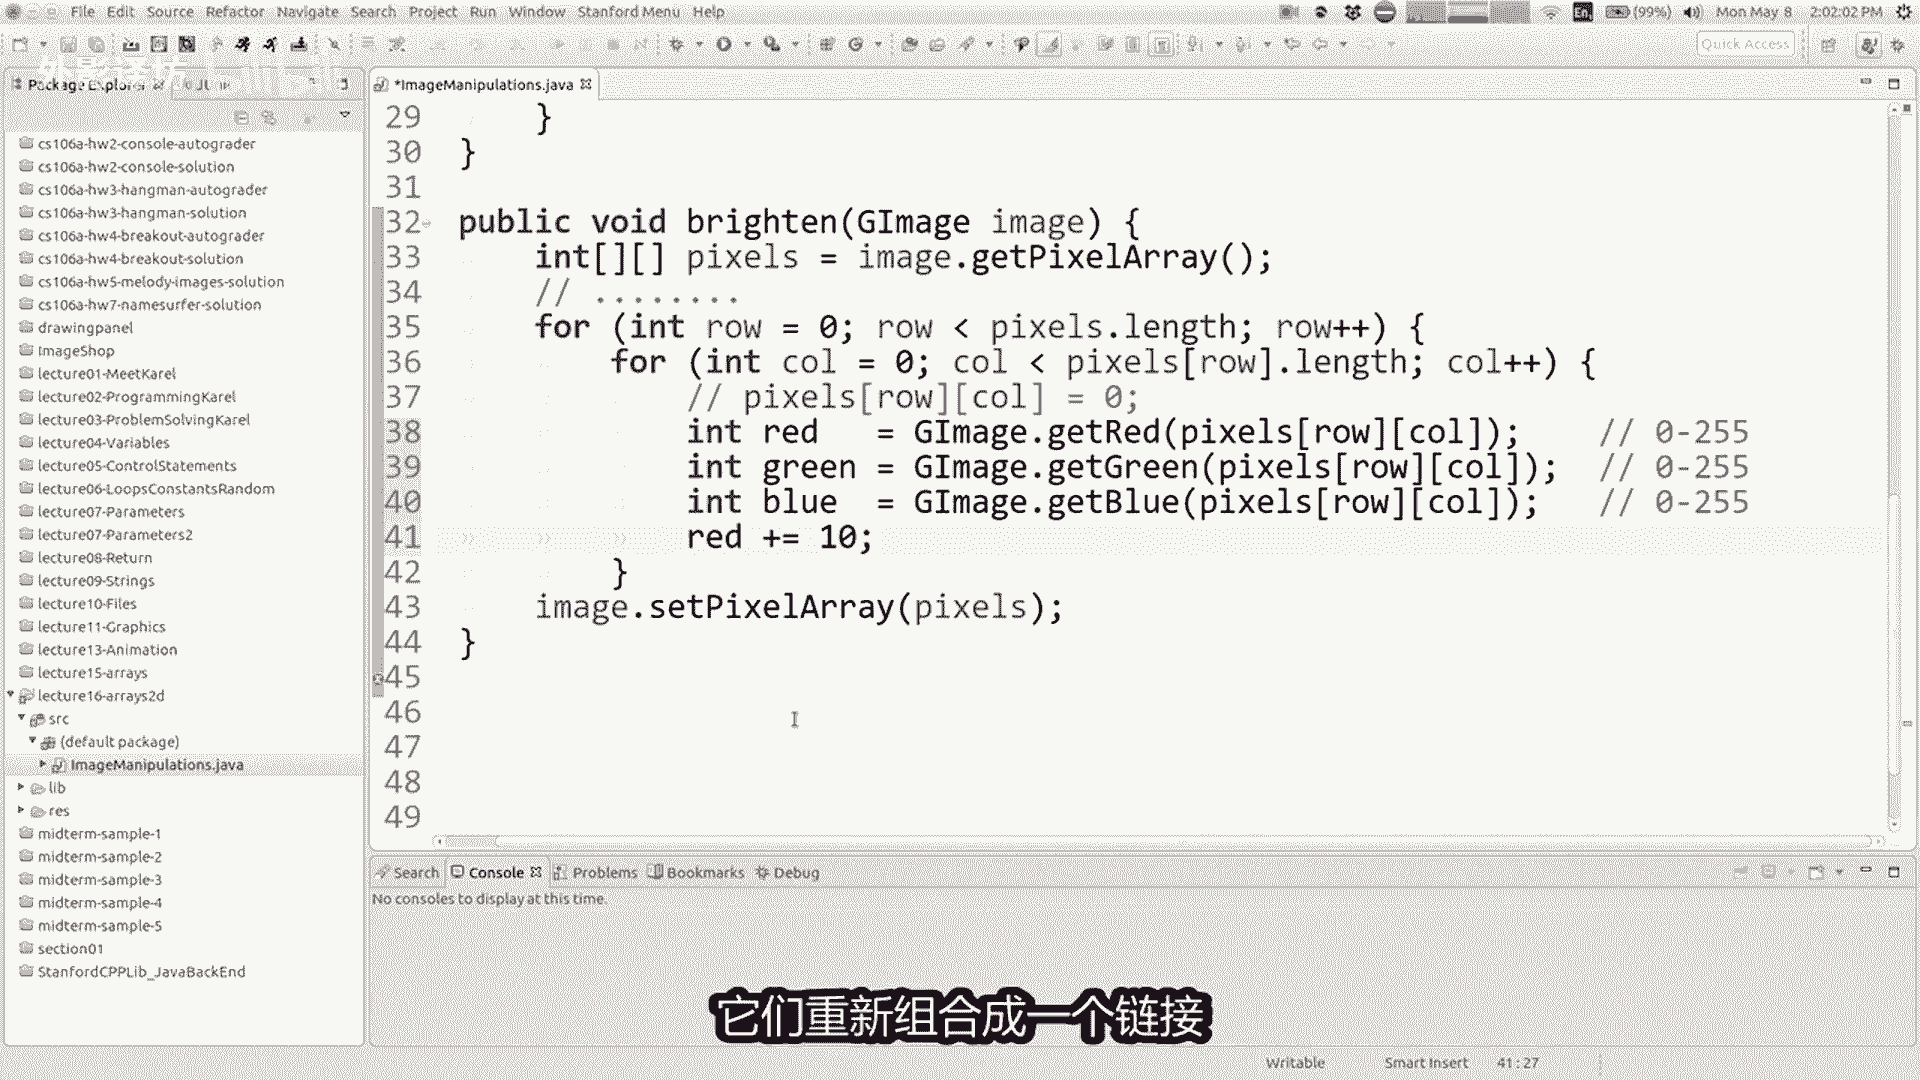 File Edit Source Refactor Navigate Search Project Run Window Stanford Menu Help
En (99%) Mon May 8 2:02:02 PM
Quick Access
Package Explorer
*ImageManipulations.java
cs106a-hw2-console-autograder
cs106a-hw2-console-solution
cs106a-hw3-hangman-autograder
cs106a-hw3-hangman-solution
cs106a-hw4-breakout-autograder
cs106a-hw4-breakout-solution
cs106a-hw5-melody-images-solution
cs106a-hw7-namesurfer-solution
drawingpanel
ImageShop
lecture01-MeetKarel
lecture02-ProgrammingKarel
lecture03-ProblemSolvingKarel
lecture04-Variables
lecture05-ControlStatements
lecture06-LoopsConstantsRandom
lecture07-Parameters
lecture07-Parameters2
lecture08-Return
lecture09-Strings
lecture10-Files
lecture11-Graphics
lecture13-Animation
lecture15-arrays
lecture16-arrays2d
src
(default package)
ImageManipulations.java
lib
res
midterm-sample-1
midterm-sample-2
midterm-sample-3
midterm-sample-4
midterm-sample-5
section01
StanfordCPPLib_JavaBackEnd
29 }
30 }
31
32 public void brighten(GImage image) {
33 int[][] pixels = image.getPixelArray();
34 // ........
35 for (int row = 0; row < pixels.length; row++) {
36 for (int col = 0; col < pixels[row].length; col++) {
37 // pixels[row][col] = 0;
38 int red = GImage.getRed(pixels[row][col]); // 0-255
39 int green = GImage.getGreen(pixels[row][col]); // 0-255
40 int blue = GImage.getBlue(pixels[row][col]); // 0-255
41 red += 10;
42 }
43 image.setPixelArray(pixels);
44 }
45
46
47
48
49
Search Console Problems Bookmarks Debug
No consoles to display at this time.
它们重新组合成一个链接
Writable Smart Insert 41 : 27